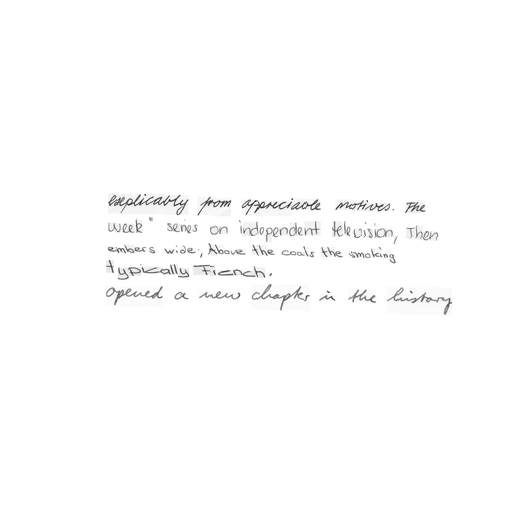 explicably from appreciable motives. The
week" series on independent television, Then
embers wide; Above the coals the smoking
typically French.
opened a new chapter in the history